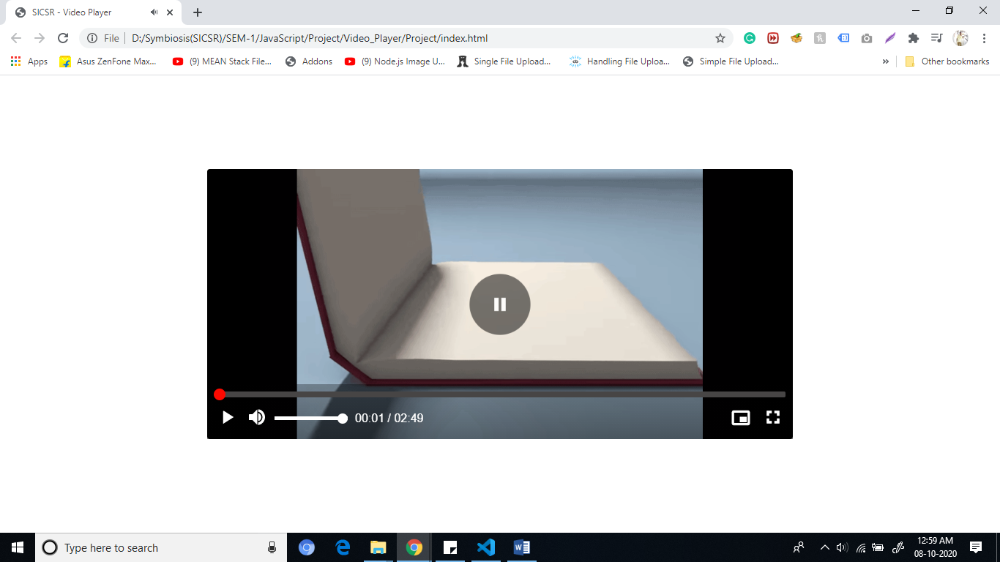 SICSR - Video Player
File
D:/Symbiosis(SICSR)/SEM-1/JavaScript/Project/Video_Player/Project/index.html
Apps
Asus ZenFone Max...
(9) MEAN Stack File...
Addons
(9) Node.js Image U...
Single File Upload...
Handling File Uploa...
Simple File Upload...
Other bookmarks
00:01 / 02:49
Type here to search
12:59 AM
08-10-2020